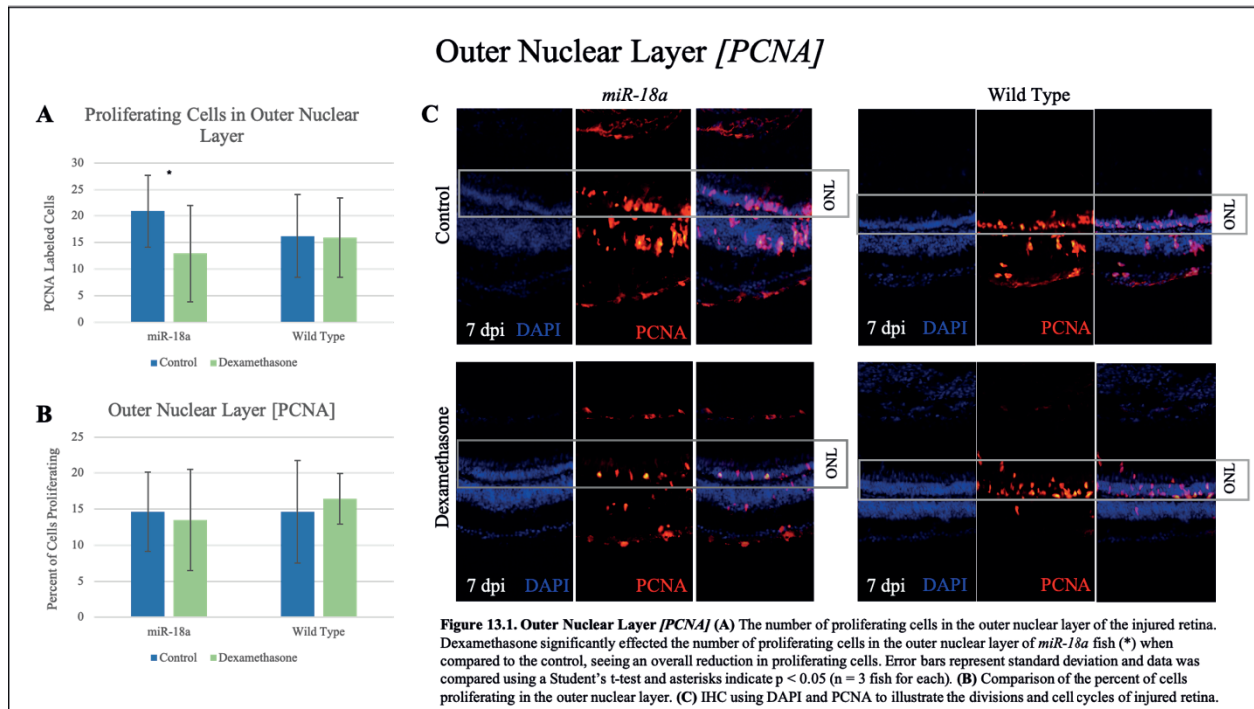 Outer Nuclear Layer [PCNA]
A
Proliferating Cells in Outer Nuclear
Layer
30
25
20
15
10
5
0
PCNA Labeled Cells
*
miR-18a
Wild Type
Control
Dexamethasone
B
Outer Nuclear Layer [PCNA]
25
20
15
10
5
0
Percent of Cells Proliferating
miR-18a
Wild Type
Control
Dexamethasone
C
miR-18a
Wild Type
Control
ONL
ONL
7 dpi
DAPI
PCNA
7 dpi
DAPI
PCNA
Dexamethasone
ONL
ONL
7 dpi
DAPI
PCNA
7 dpi
DAPI
PCNA
Figure 13.1. Outer Nuclear Layer [PCNA] (A) The number of proliferating cells in the outer nuclear layer of the injured retina.
Dexamethasone significantly effected the number of proliferating cells in the outer nuclear layer of miR-18a fish (*) when
compared to the control, seeing an overall reduction in proliferating cells. Error bars represent standard deviation and data was
compared using a Student's t-test and asterisks indicate p < 0.05 (n = 3 fish for each). (B) Comparison of the percent of cells
proliferating in the outer nuclear layer. (C) IHC using DAPI and PCNA to illustrate the divisions and cell cycles of injured retina.